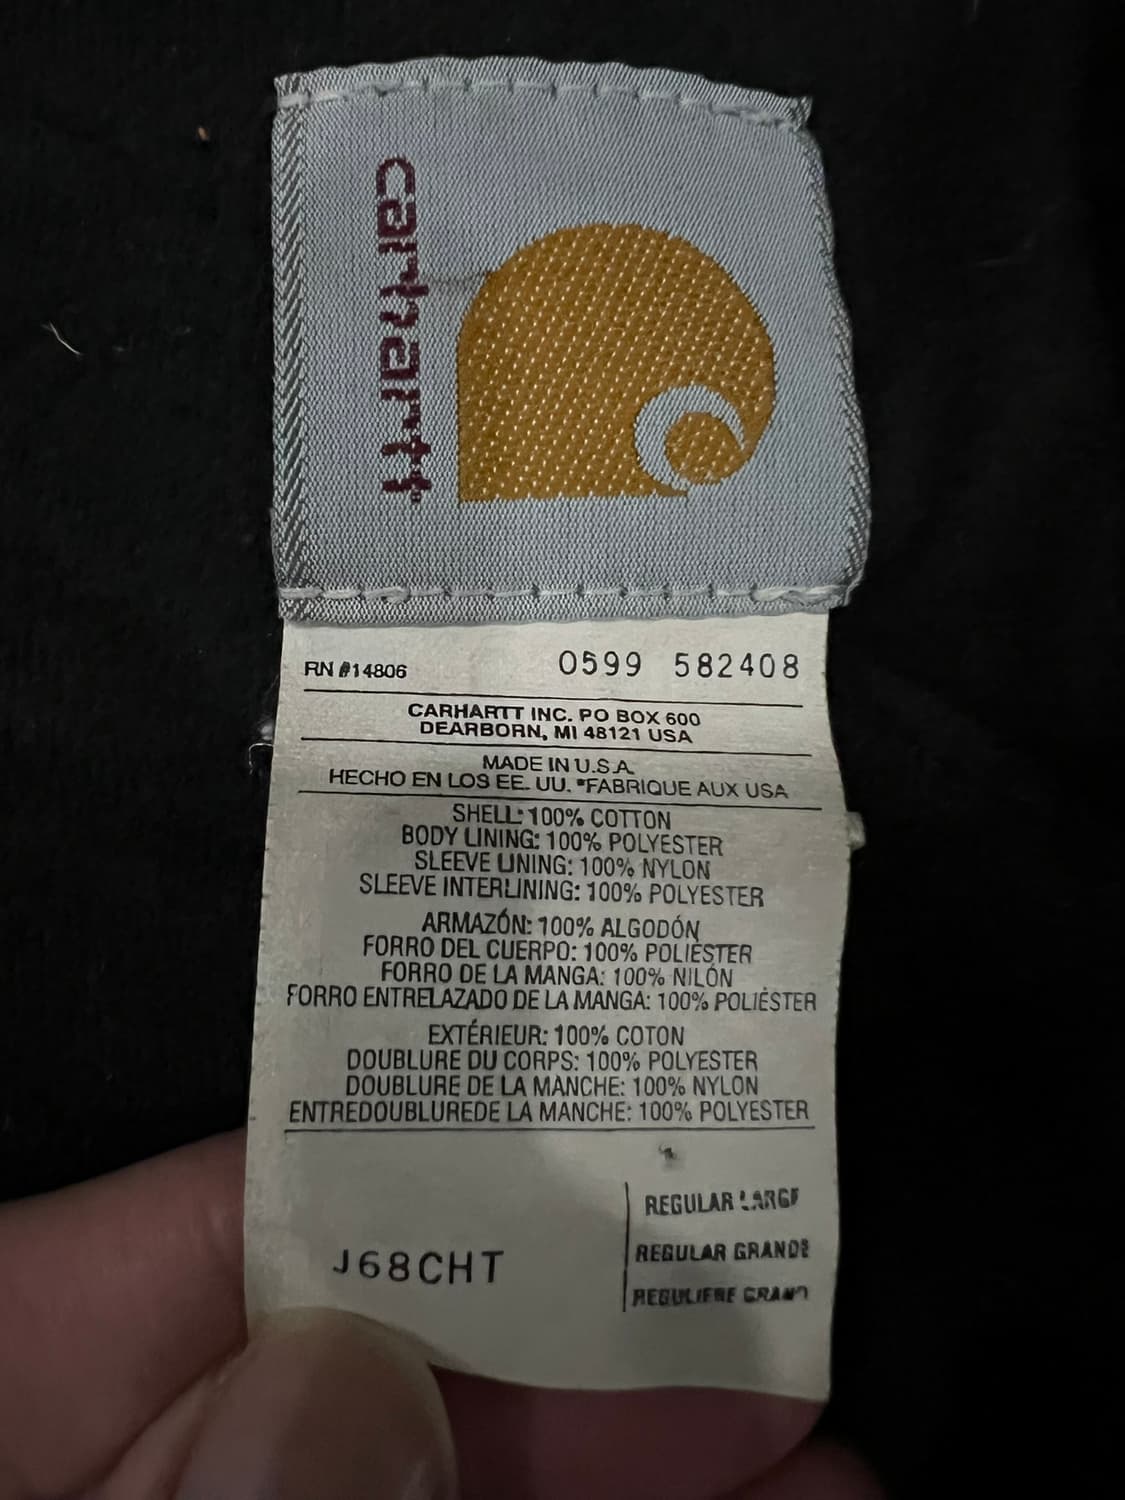 carhartt
RN #14806 0599 582408
CARHARTT INC. PO BOX 600
DEARBORN, MI 48121 USA
MADE IN U.S.A.
HECHO EN LOS EE. UU. *FABRIQUE AUX USA
SHELL: 100% COTTON
BODY LINING: 100% POLYESTER
SLEEVE LINING: 100% NYLON
SLEEVE INTERLINING: 100% POLYESTER
ARMAZÓN: 100% ALGODÓN
FORRO DEL CUERPO: 100% POLIÉSTER
FORRO DE LA MANGA: 100% NILÓN
FORRO ENTRELAZADO DE LA MANGA: 100% POLIÉSTER
EXTÉRIEUR: 100% COTON
DOUBLURE DU CORPS: 100% POLYESTER
DOUBLURE DE LA MANCHE: 100% NYLON
ENTREDOUBLUREDE LA MANCHE: 100% POLYESTER
REGULAR LARGE
REGULAR GRANDE
REGULIERE GRAND
J68CHT